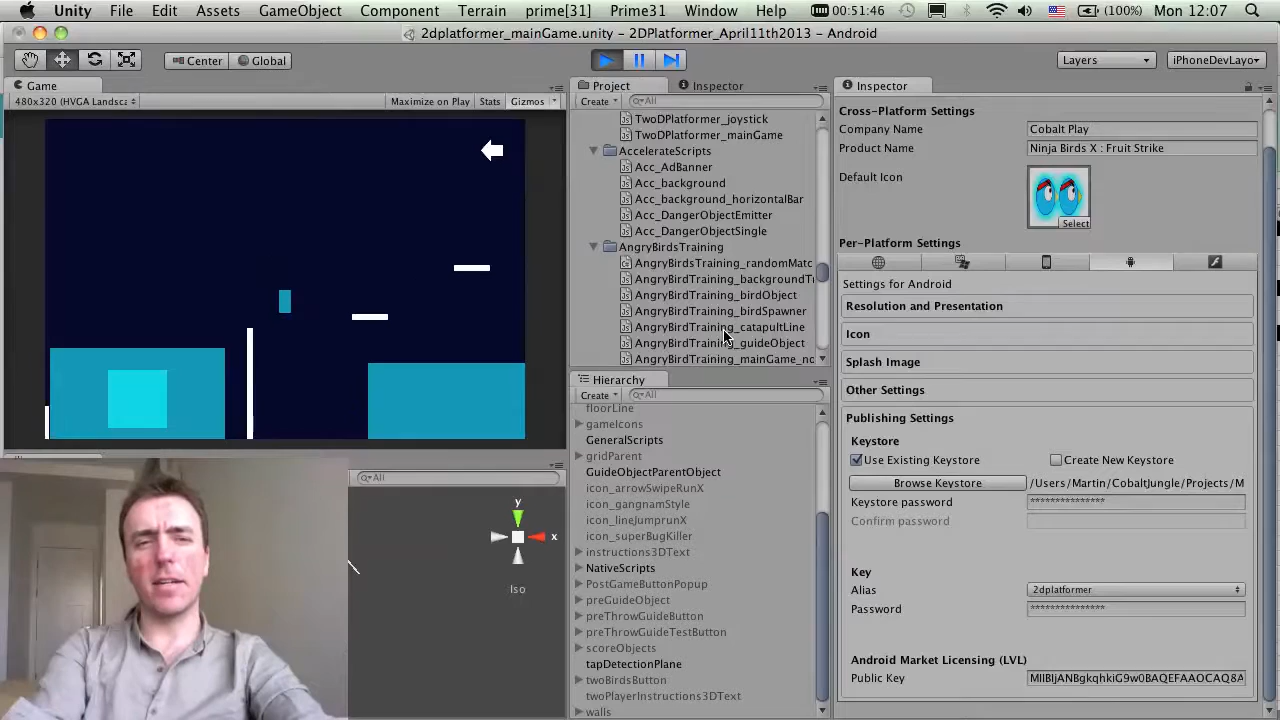 Unity File Edit Assets GameObject Component Terrain prime[31] Prime31 Window Help 00:51:46 (100%) Mon 12:07
2dplatformer_mainGame.unity - 2DPlatformer_April11th2013 - Android
Center Global Layers iPhoneDevLayo
Game
480x320 (HVGA Landsc Maximize on Play Stats Gizmos
Project Inspector
Create All
TwoDPlatformer_joystick
TwoDPlatformer_mainGame
AccelerateScripts
Acc_AdBanner
Acc_background
Acc_background_horizontalBar
Acc_DangerObjectEmitter
Acc_DangerObjectSingle
AngryBirdsTraining
AngryBirdsTraining_randomMatc
AngryBirdTraining_backgroundT
AngryBirdTraining_birdObject
AngryBirdTraining_birdSpawner
AngryBirdTraining_catapultLine
AngryBirdTraining_guideObject
AngryBirdTraining_mainGame_no
Hierarchy
Create All
floorLine
gameIcons
GeneralScripts
gridParent
GuideObjectParentObject
icon_arrowSwipeRunX
icon_gangnamStyle
icon_lineJumprunX
icon_superBugKiller
instructions3DText
NativeScripts
PostGameButtonPopup
preGuideObject
preThrowGuideButton
preThrowGuideTestButton
scoreObjects
tapDetectionPlane
twoBirdsButton
twoPlayerInstructions3DText
walls
All
y
x
Iso
Inspector
Cross-Platform Settings
Company Name Cobalt Play
Product Name Ninja Birds X : Fruit Strike
Default Icon
Select
Per-Platform Settings
Settings for Android
Resolution and Presentation
Icon
Splash Image
Other Settings
Publishing Settings
Keystore
Use Existing Keystore Create New Keystore
Browse Keystore /Users/Martin/CobaltJungle/Projects/M
Keystore password ***************
Confirm password
Key
Alias 2dplatformer
Password ***************
Android Market Licensing (LVL)
Public Key MIIBIjANBgkqhkiG9w0BAQEFAAOCAQ8A